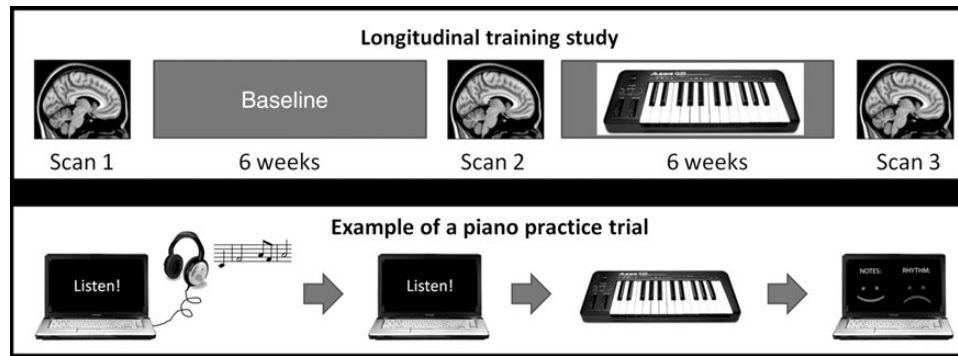 Longitudinal training study
Baseline
Scan 1
6 weeks
Scan 2
6 weeks
Scan 3
Example of a piano practice trial
Listen!
Listen!
NOTES:
RHYTHM: